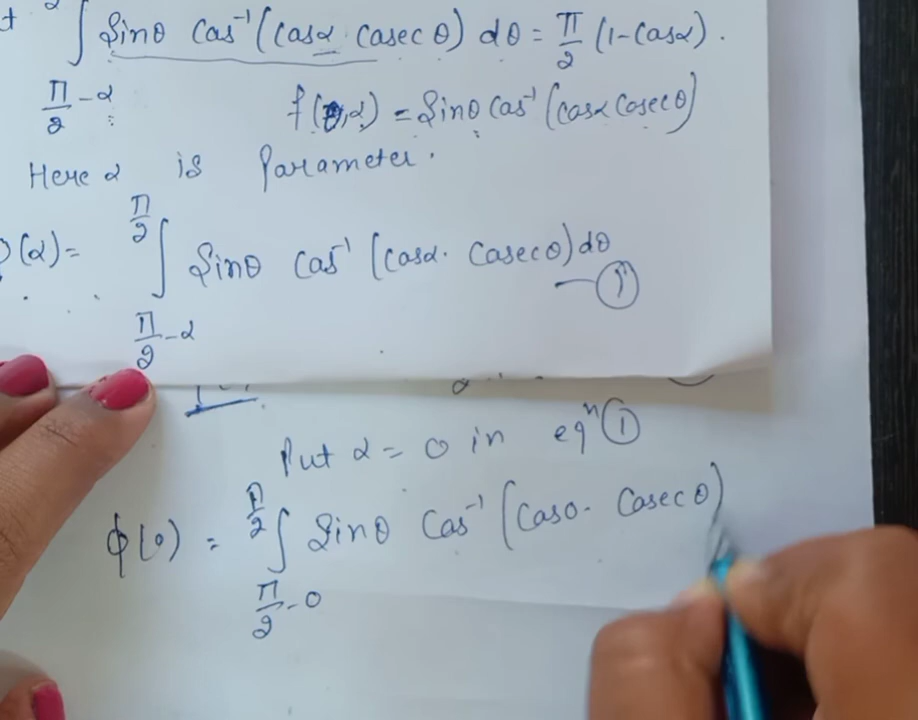 ∫ Sinθ Cos⁻¹(Cosα Cosec θ) dθ = π/2 (1-Cosα).
π/2 - α
f(θ,α) = Sinθ Cos⁻¹(Cosα Cosecθ)
Here α is Parameter.
π/2
(α) = ∫ Sinθ Cos⁻¹ (Cosα. Cosecθ) dθ
— ①
π/2 - α
Put α = 0 in eqⁿ ①
φ(0) = π/2 ∫ Sinθ Cos⁻¹ (Cos0. Cosec θ)
π/2 - 0